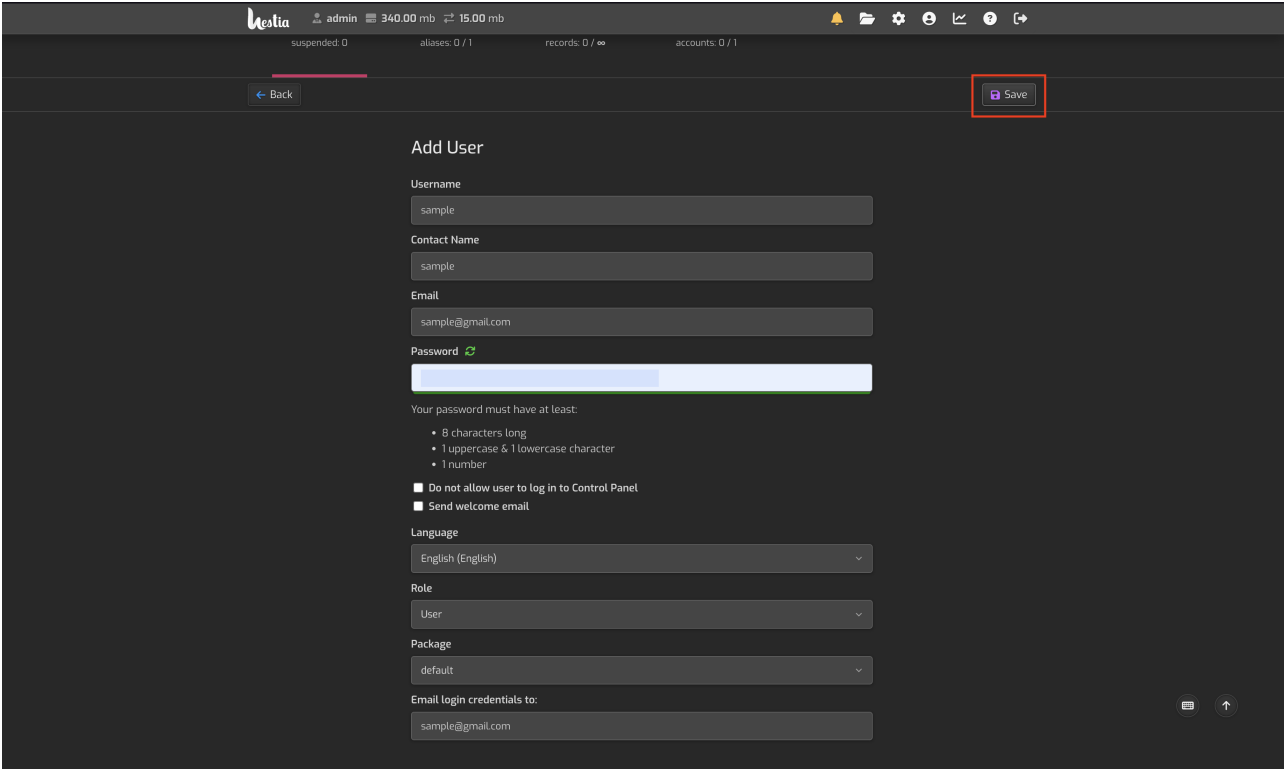 hestia admin 340.00 mb 15.00 mb
suspended: 0 aliases: 0 / 1 records: 0 / ∞ accounts: 0 / 1
Back Save
Add User
Username
sample
Contact Name
sample
Email
sample@gmail.com
Password
Your password must have at least:
• 8 characters long
• 1 uppercase & 1 lowercase character
• 1 number
Do not allow user to log in to Control Panel
Send welcome email
Language
English (English)
Role
User
Package
default
Email login credentials to:
sample@gmail.com